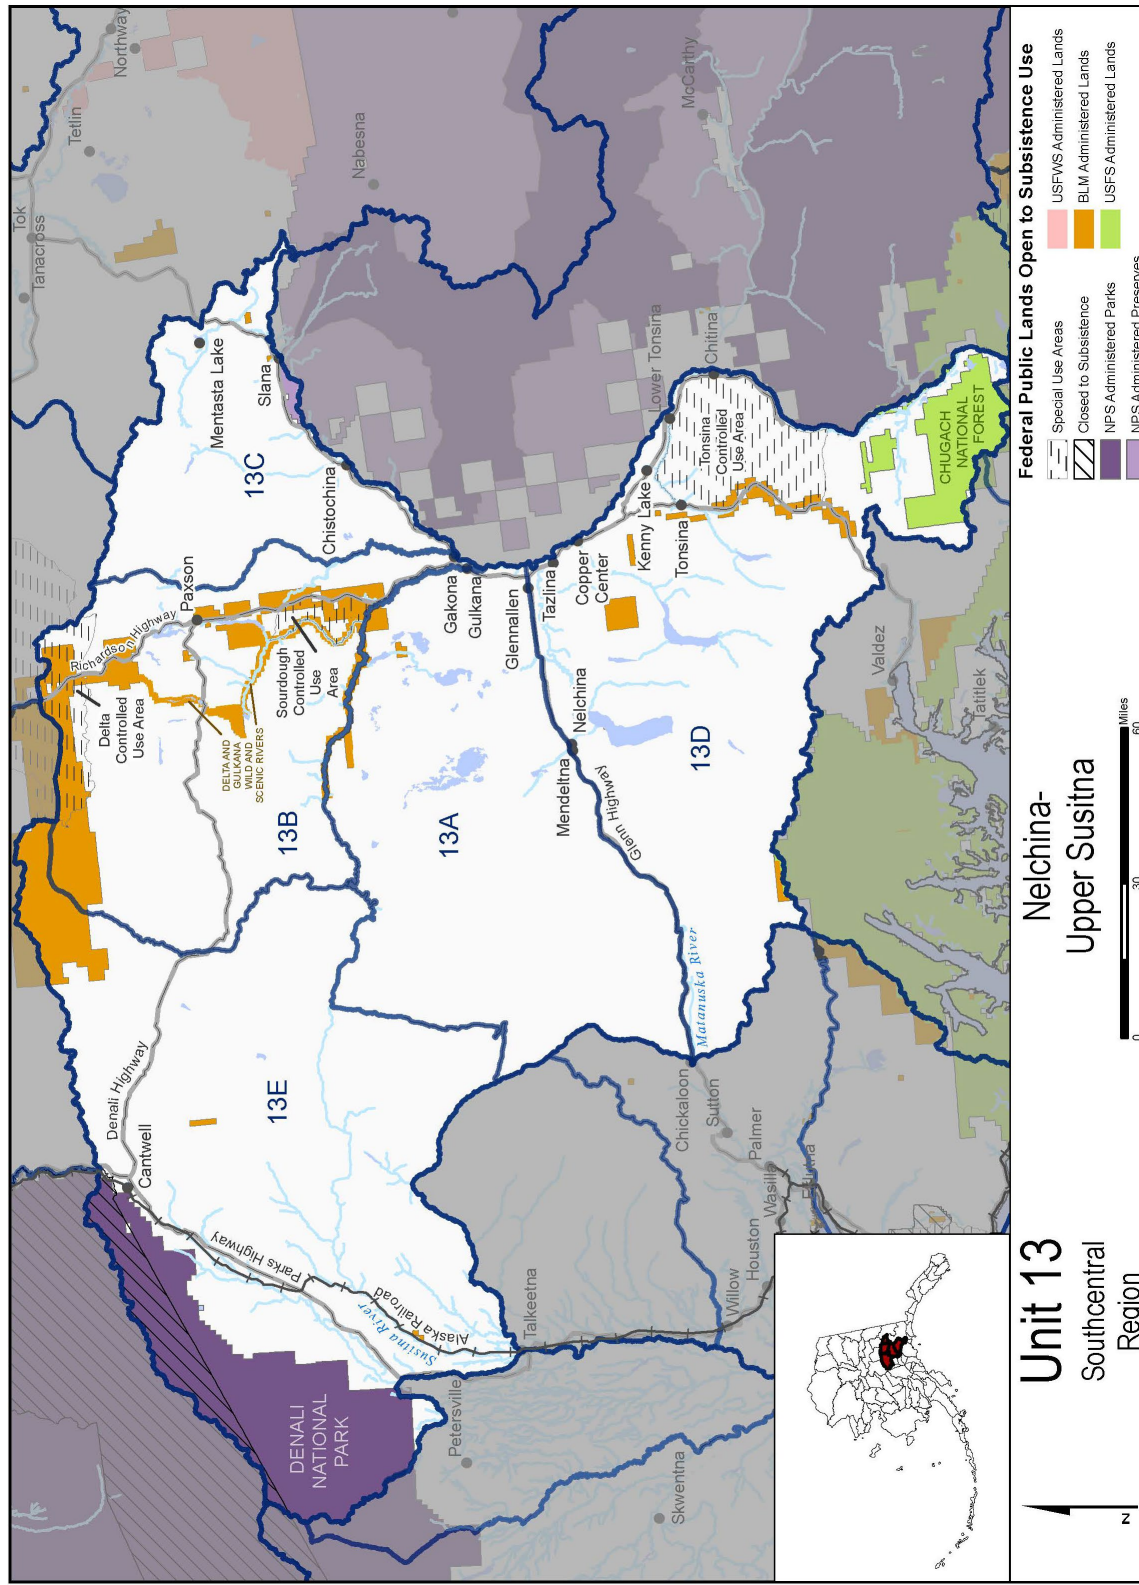 DENALI
NATIONAL
PARK
Petersville
Skwentna
Cantwell
Denali Highway
Parks Highway
Alaska Railroad
Susitna River
Talkeetna
Willow
Houston
Wasilla
Palmer
Sutton
Chickaloon
Matanuska River
13E
13B
13A
13D
13C
Glenn Highway
Mendeltna
Nelchina
Delta
Controlled
Use Area
DELTA AND
GULKANA
WILD AND
SCENIC RIVERS
Sourdough
Controlled
Use
Area
Richardson Highway
Paxson
Gakona
Gulkana
Glennallen
Tazlina
Copper
Center
Kenny Lake
Tonsina
Valdez
Tatitlek
Chistochina
Slana
Mentasta Lake
Tanacross
Tok
Tetlin
Northway
Nabesna
McCarthy
Chitina
Lower Tonsina
Tonsina
Controlled
Use Area
CHUGACH
NATIONAL
FOREST
Unit 13
Southcentral
Region
N
Nelchina-
Upper Susitna
0 30 60
Miles
Federal Public Lands Open to Subsistence Use
Special Use Areas
Closed to Subsistence
NPS Administered Parks
NPS Administered Preserves
USFWS Administered Lands
BLM Administered Lands
USFS Administered Lands